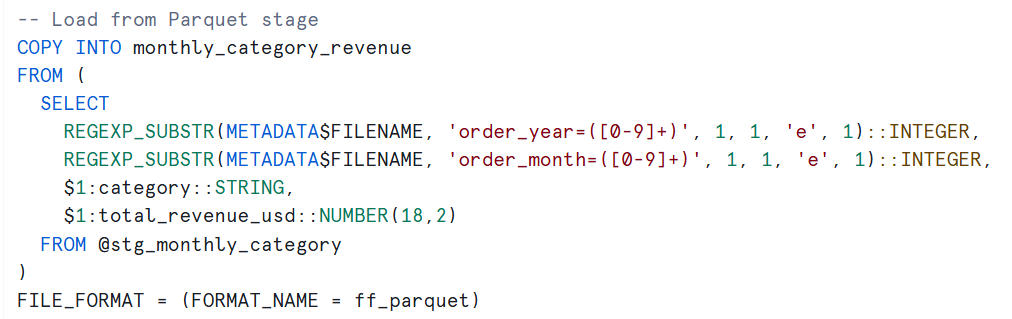 -- Load from Parquet stage
COPY INTO monthly_category_revenue
FROM (
  SELECT
    REGEXP_SUBSTR(METADATA$FILENAME, 'order_year=([0-9]+)', 1, 1, 'e', 1)::INTEGER,
    REGEXP_SUBSTR(METADATA$FILENAME, 'order_month=([0-9]+)', 1, 1, 'e', 1)::INTEGER,
    $1:category::STRING,
    $1:total_revenue_usd::NUMBER(18,2)
  FROM @stg_monthly_category
)
FILE_FORMAT = (FORMAT_NAME = ff_parquet)